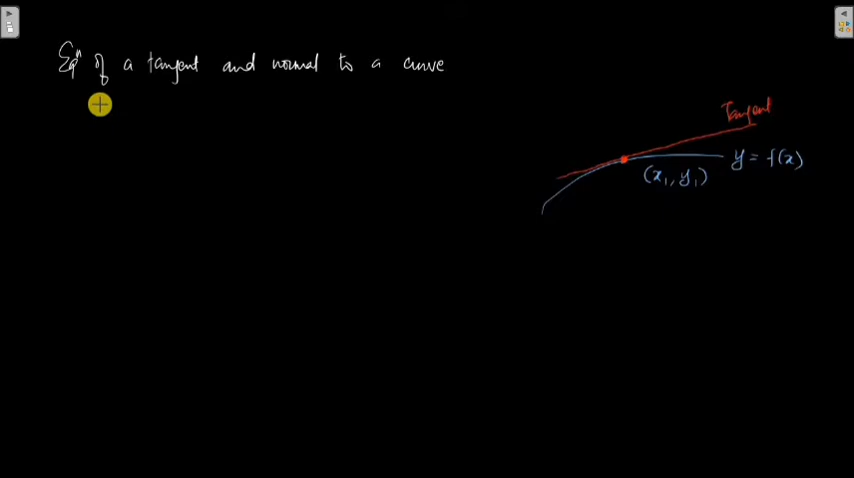 Eqⁿ of a tangent and normal to a curve
Tangent
y = f(x)
(x₁, y₁)